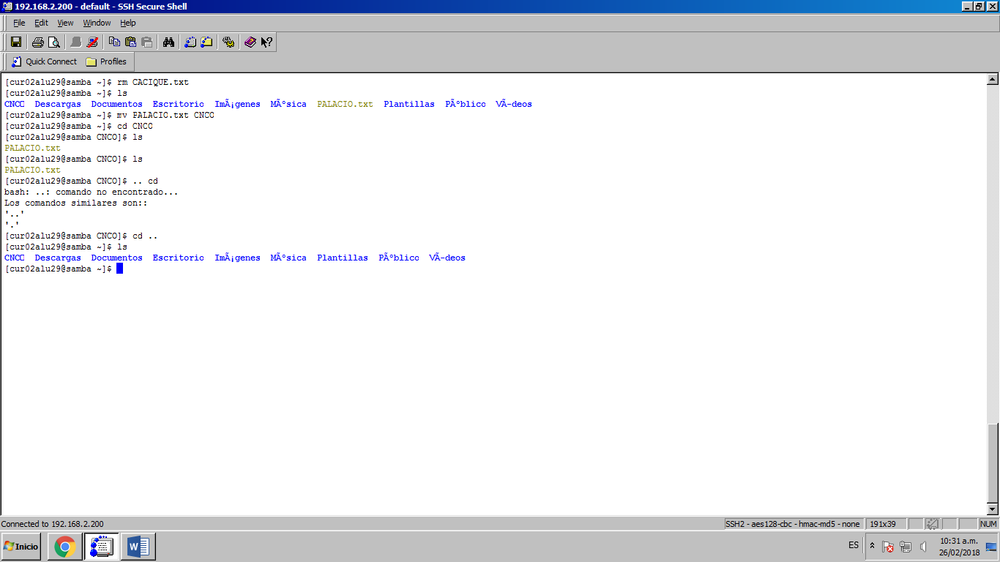 192.168.2.200 - default - SSH Secure Shell
File Edit View Window Help
Quick Connect Profiles
[cur02alu29@samba ~]$ rm CACIQUE.txt
[cur02alu29@samba ~]$ ls
CNCO Descargas Documentos Escritorio ImÃ¡genes MÃºsica PALACIO.txt Plantillas PÃºblico VÃ-deos
[cur02alu29@samba ~]$ mv PALACIO.txt CNCO
[cur02alu29@samba ~]$ cd CNCO
[cur02alu29@samba CNCO]$ ls
PALACIO.txt
[cur02alu29@samba CNCO]$ ls
PALACIO.txt
[cur02alu29@samba CNCO]$ .. cd
bash: ..: comando no encontrado...
Los comandos similares son::
'..'
'.'
[cur02alu29@samba CNCO]$ cd ..
[cur02alu29@samba ~]$ ls
CNCO Descargas Documentos Escritorio ImÃ¡genes MÃºsica Plantillas PÃºblico VÃ-deos
[cur02alu29@samba ~]$
Connected to 192.168.2.200 SSH2 - aes128-cbc - hmac-md5 - none 191x39 NUM
Inicio ES 10:31 a.m.
26/02/2018